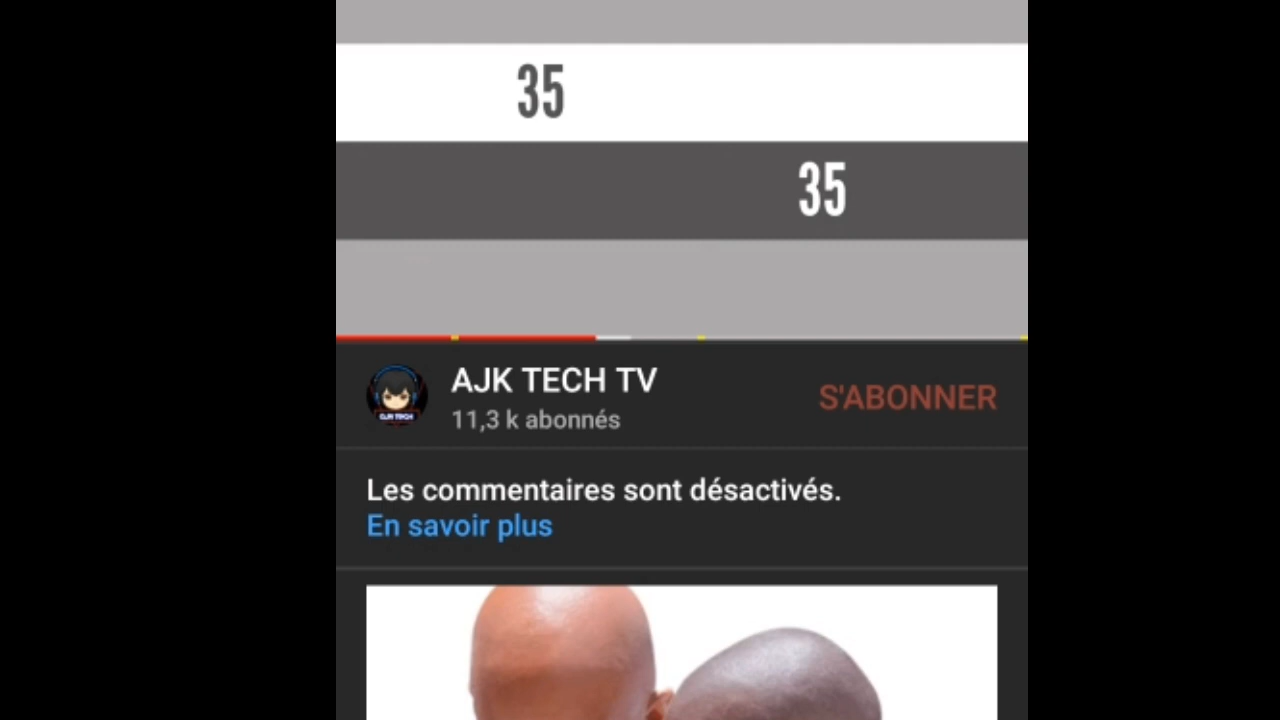 35
35
AJK TECH TV
S'ABONNER
11,3 k abonnés
Les commentaires sont désactivés.
En savoir plus